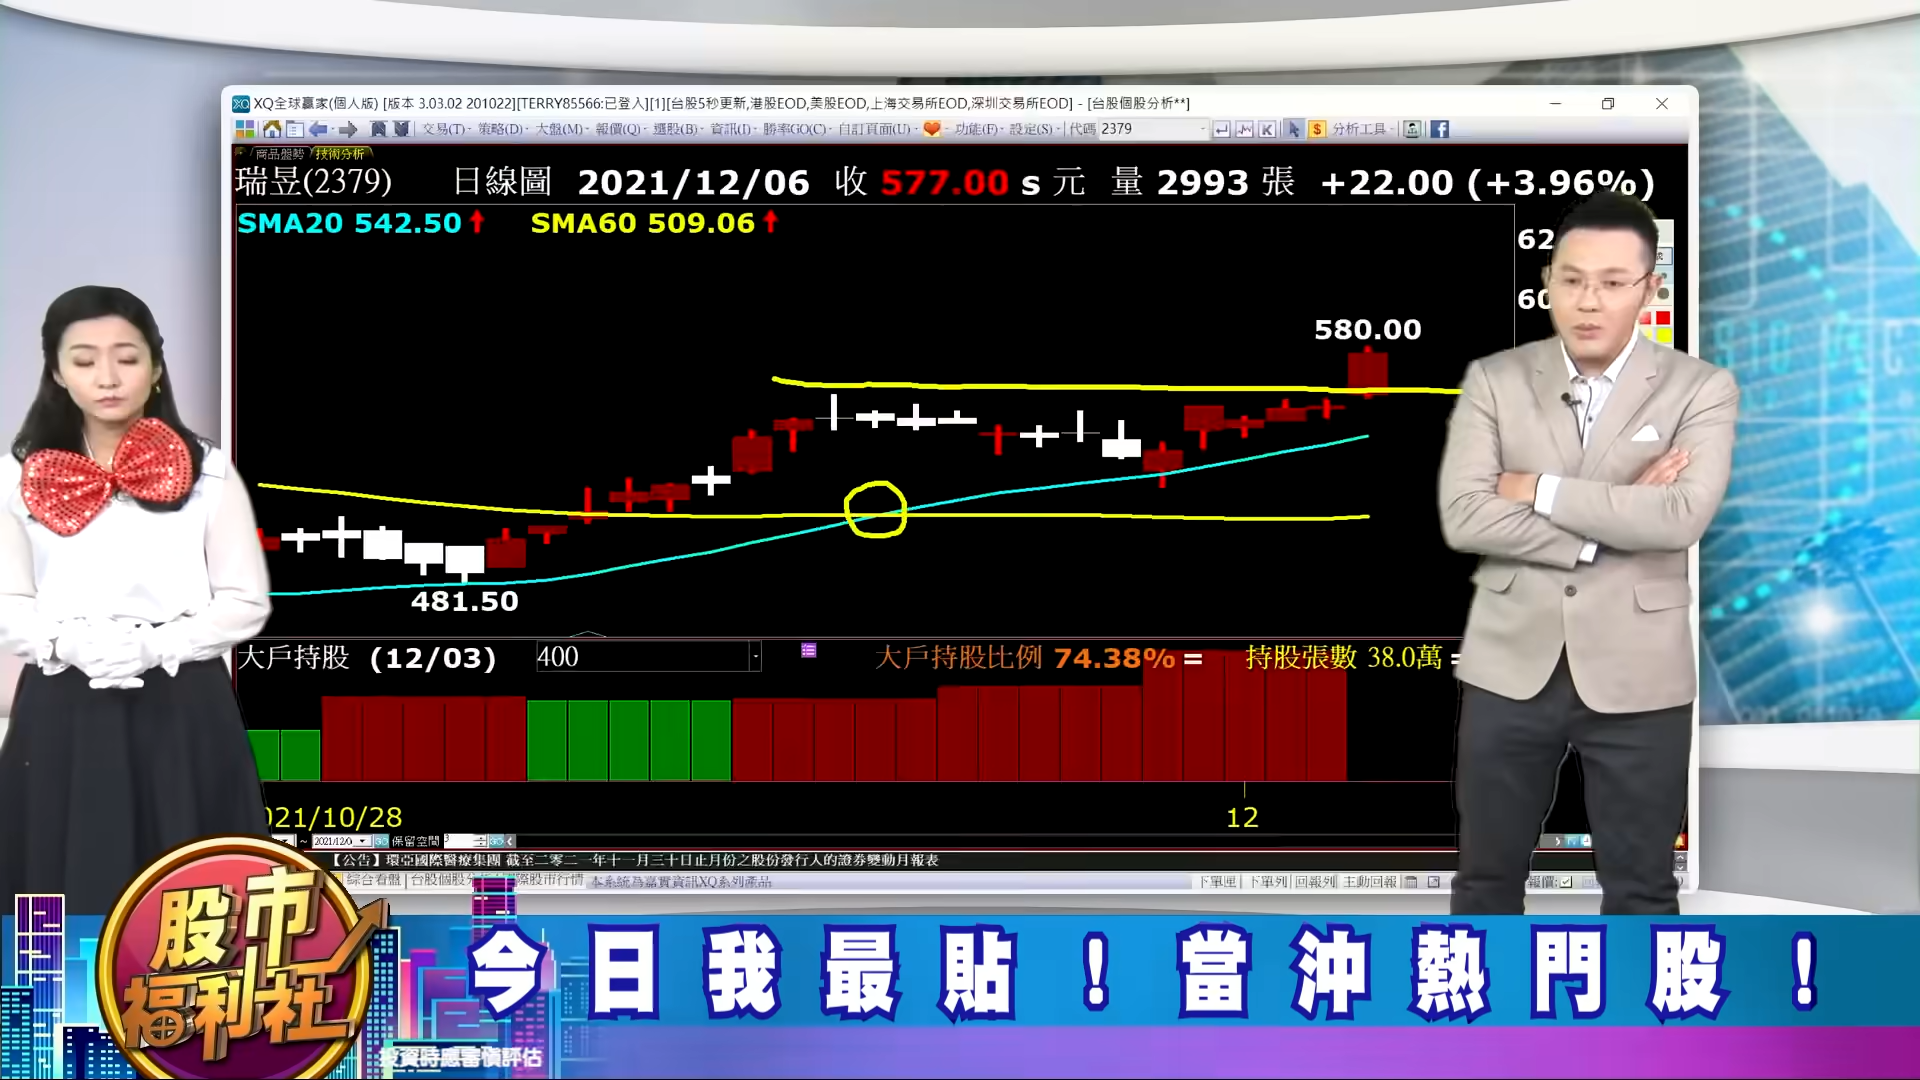 XQ全球贏家(個人版) [版本 3.03.02 201022][TERRY85566:已登入][1][台股5秒更新,港股EOD,美股EOD,上海交易所EOD,深圳交易所EOD] - [台股個股分析**]
交易(T) 策略(D) 大盤(M) 報價(Q) 選股(B) 資訊(I) 勝率GO(C) 自訂頁面(U) 功能(F) 設定(S) 代碼 2379 K $ 分析工具 f
商品盤勢 技術分析
瑞昱(2379) 日線圖 2021/12/06 收 577.00 s 元 量 2993 張 +22.00 (+3.96%)
SMA20 542.50 SMA60 509.06
62
60
580.00
481.50
大戶持股 (12/03) 400 大戶持股比例 74.38% = 持股張數 38.0萬 =
021/10/28 12
2021/12/0 保留空間
【公告】環亞國際醫療集團 截至二零二一年十一月三十日止月份之股份發行人的證券變動月報表
綜合看盤 台股個股 際股市行情 本系統為嘉實資訊XQ系列產品 下單匣 下單列 回報列 主動回報 報價:
股市
福利社
今日我最貼！當沖熱門股！
投資時應審慎評估